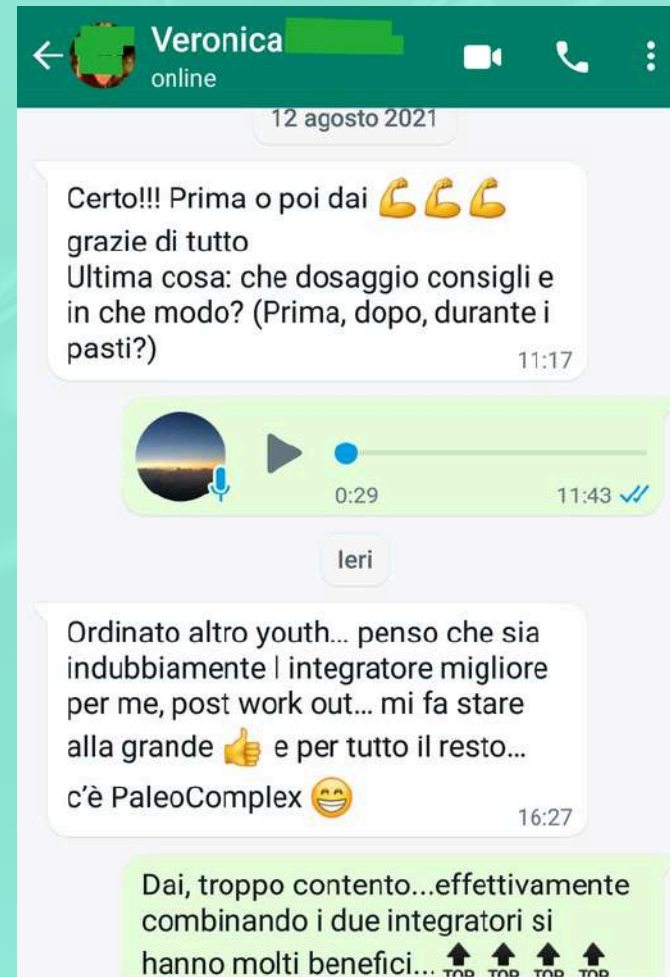 Veronica
online
12 agosto 2021
Certo!!! Prima o poi dai 💪💪💪
grazie di tutto
Ultima cosa: che dosaggio consigli e
in che modo? (Prima, dopo, durante i
pasti?)
11:17
0:29
11:43
Ieri
Ordinato altro youth... penso che sia
indubbiamente l integratore migliore
per me, post work out... mi fa stare
alla grande 👍 e per tutto il resto...
c'è PaleoComplex 😁
16:27
Dai, troppo contento...effettivamente
combinando i due integratori si
hanno molti benefici... 🔝🔝🔝🔝